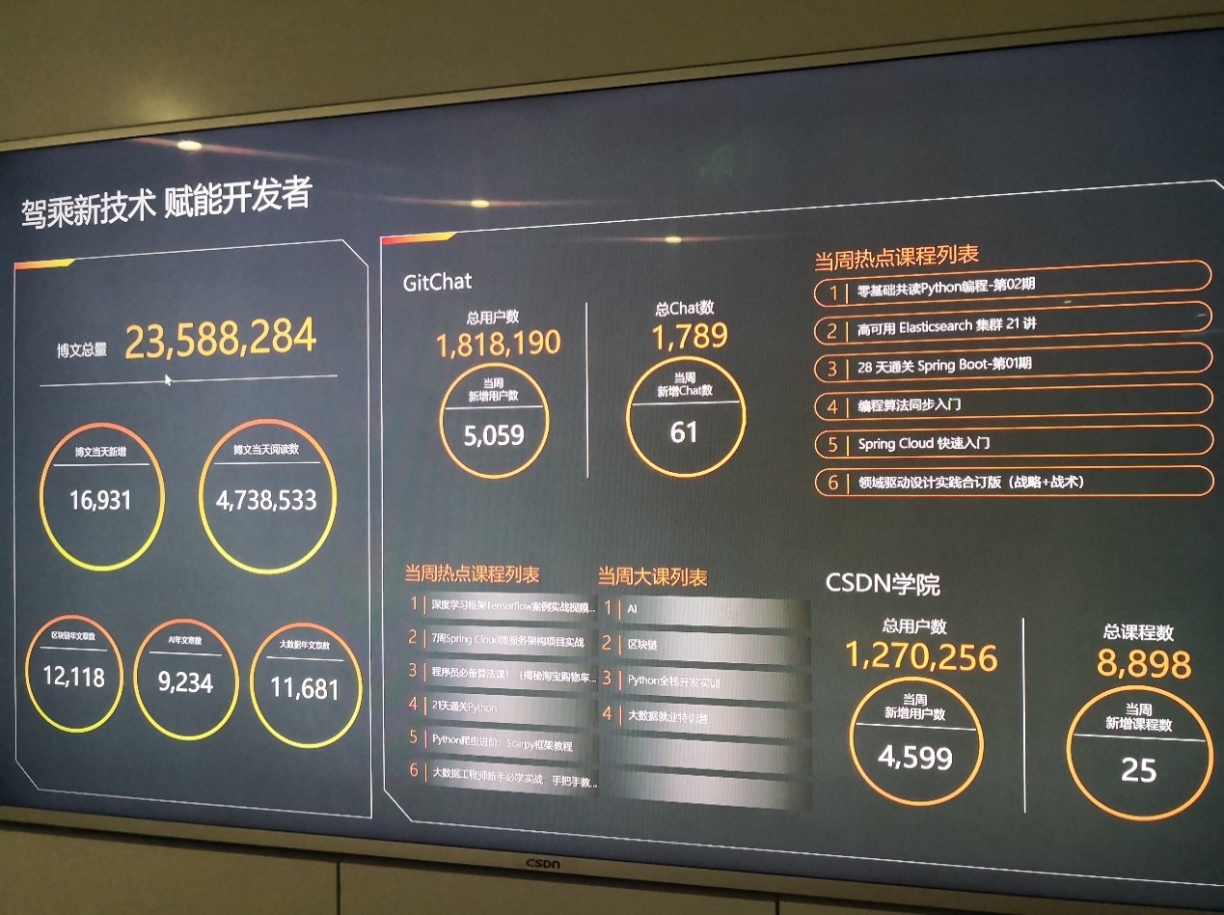 驾乘新技术 赋能开发者
博文总量 23,588,284
博文当天新增
16,931
博文当天阅读数
4,738,533
区块链年文章数
12,118
AI年文章数
9,234
大数据年文章数
11,681
GitChat
总用户数
1,818,190
当周
新增用户数
5,059
总Chat数
1,789
当周
新增Chat数
61
当周热点课程列表
1 零基础共读Python编程-第02期
2 高可用 Elasticsearch 集群 21 讲
3 28 天通关 Spring Boot-第01期
4 编程算法同步入门
5 Spring Cloud 快速入门
6 领域驱动设计实践合订版（战略+战术）
当周热点课程列表
1 深度学习框架Tensorflow案例实战视频...
2 7周Spring Cloud微服务架构项目实战
3 程序员必备算法课！（揭秘淘宝购物车...
4 21天通关Python
5 Python爬虫进阶：Scarpy框架教程
6 大数据工程师新手必学实战：手把手教...
当周大课列表
1 AI
2 区块链
3 Python全栈开发实训
4 大数据就业特训营
CSDN学院
总用户数
1,270,256
当周
新增用户数
4,599
总课程数
8,898
当周
新增课程数
25
CSDN